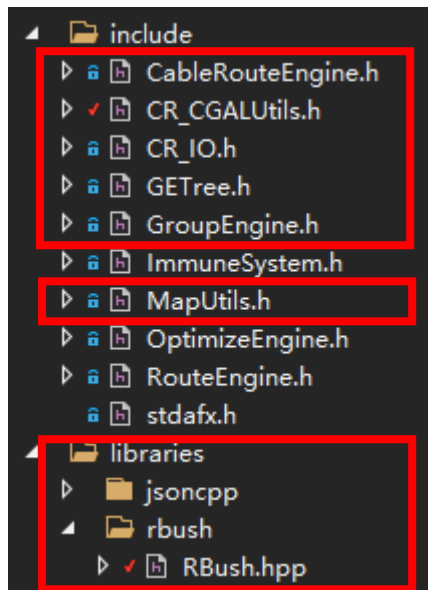 include
CableRouteEngine.h
CR_CGALUtils.h
CR_IO.h
GETree.h
GroupEngine.h
ImmuneSystem.h
MapUtils.h
OptimizeEngine.h
RouteEngine.h
stdafx.h
libraries
jsoncpp
rbush
RBush.hpp